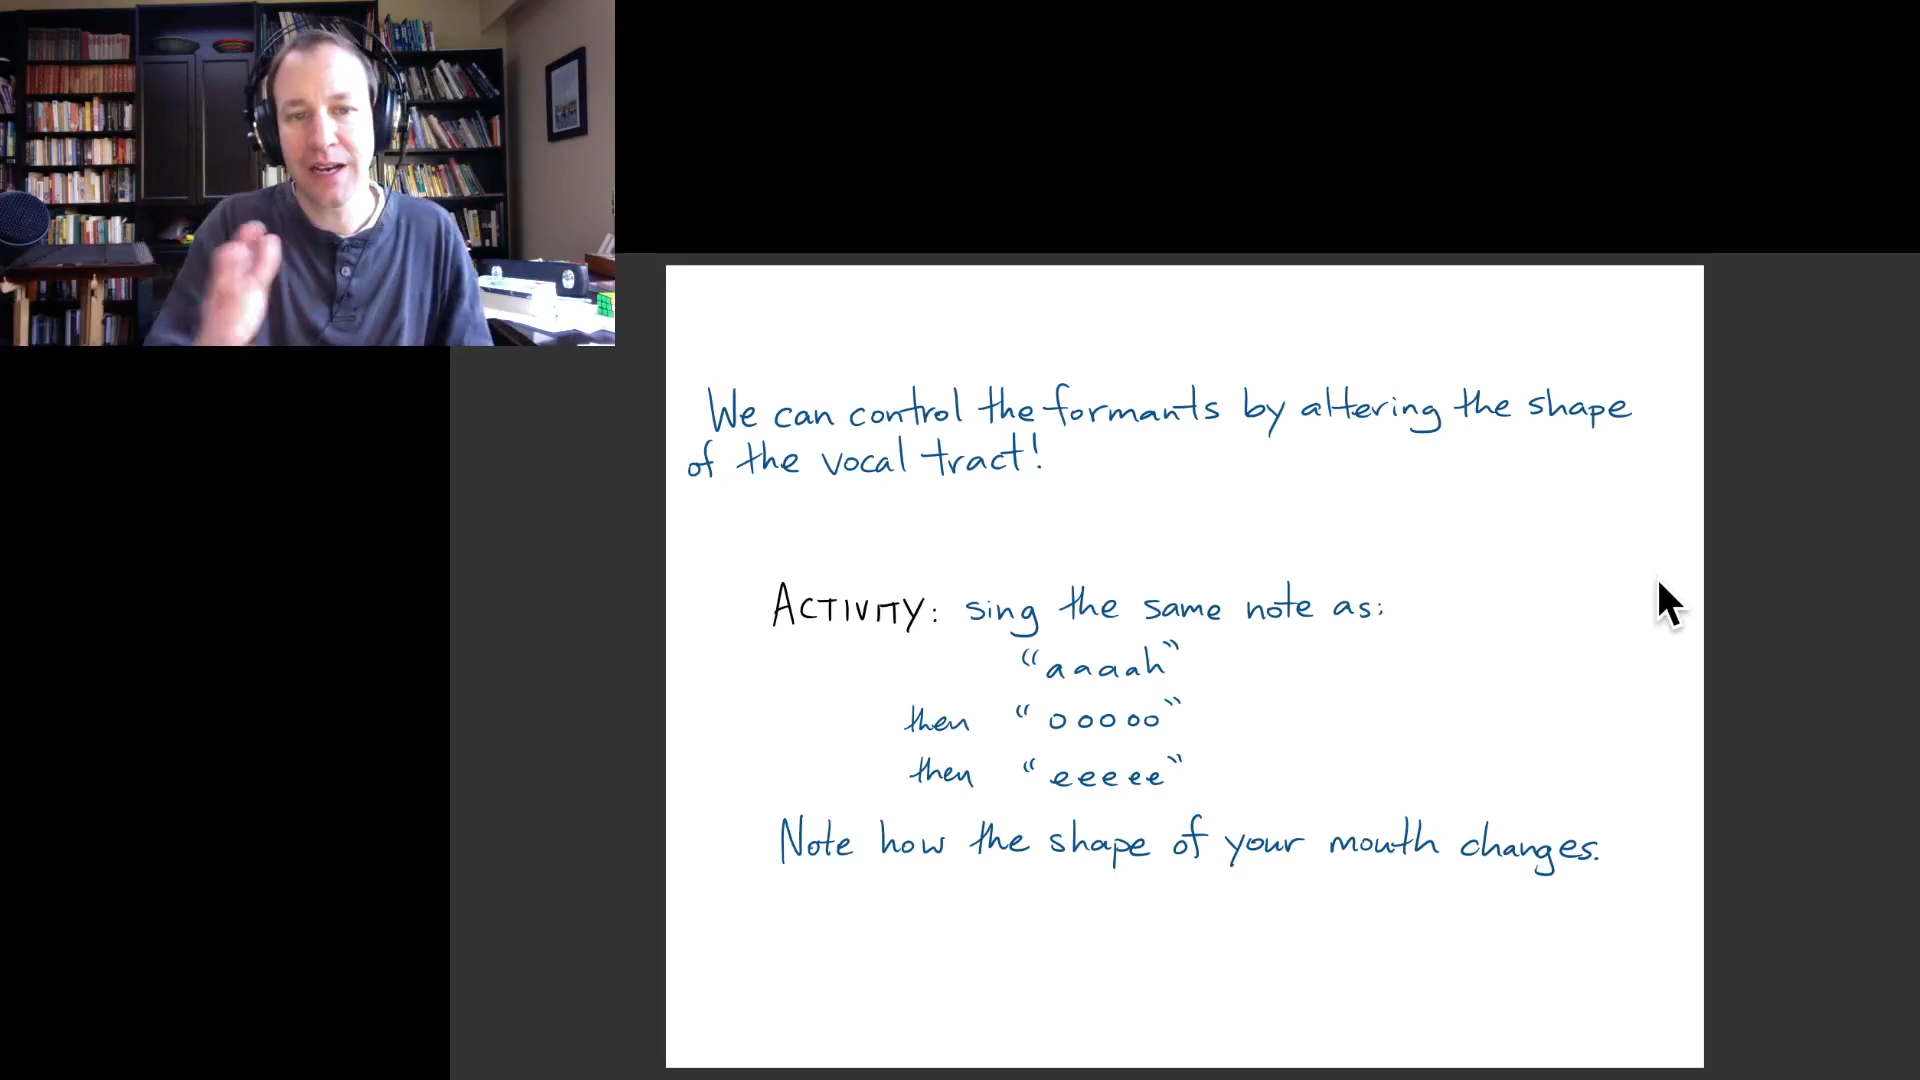 We can control the formants by altering the shape
of the vocal tract!
ACTIVITY: sing the same note as:
"aaaah"
then "ooooo"
then "eeeee"
Note how the shape of your mouth changes.